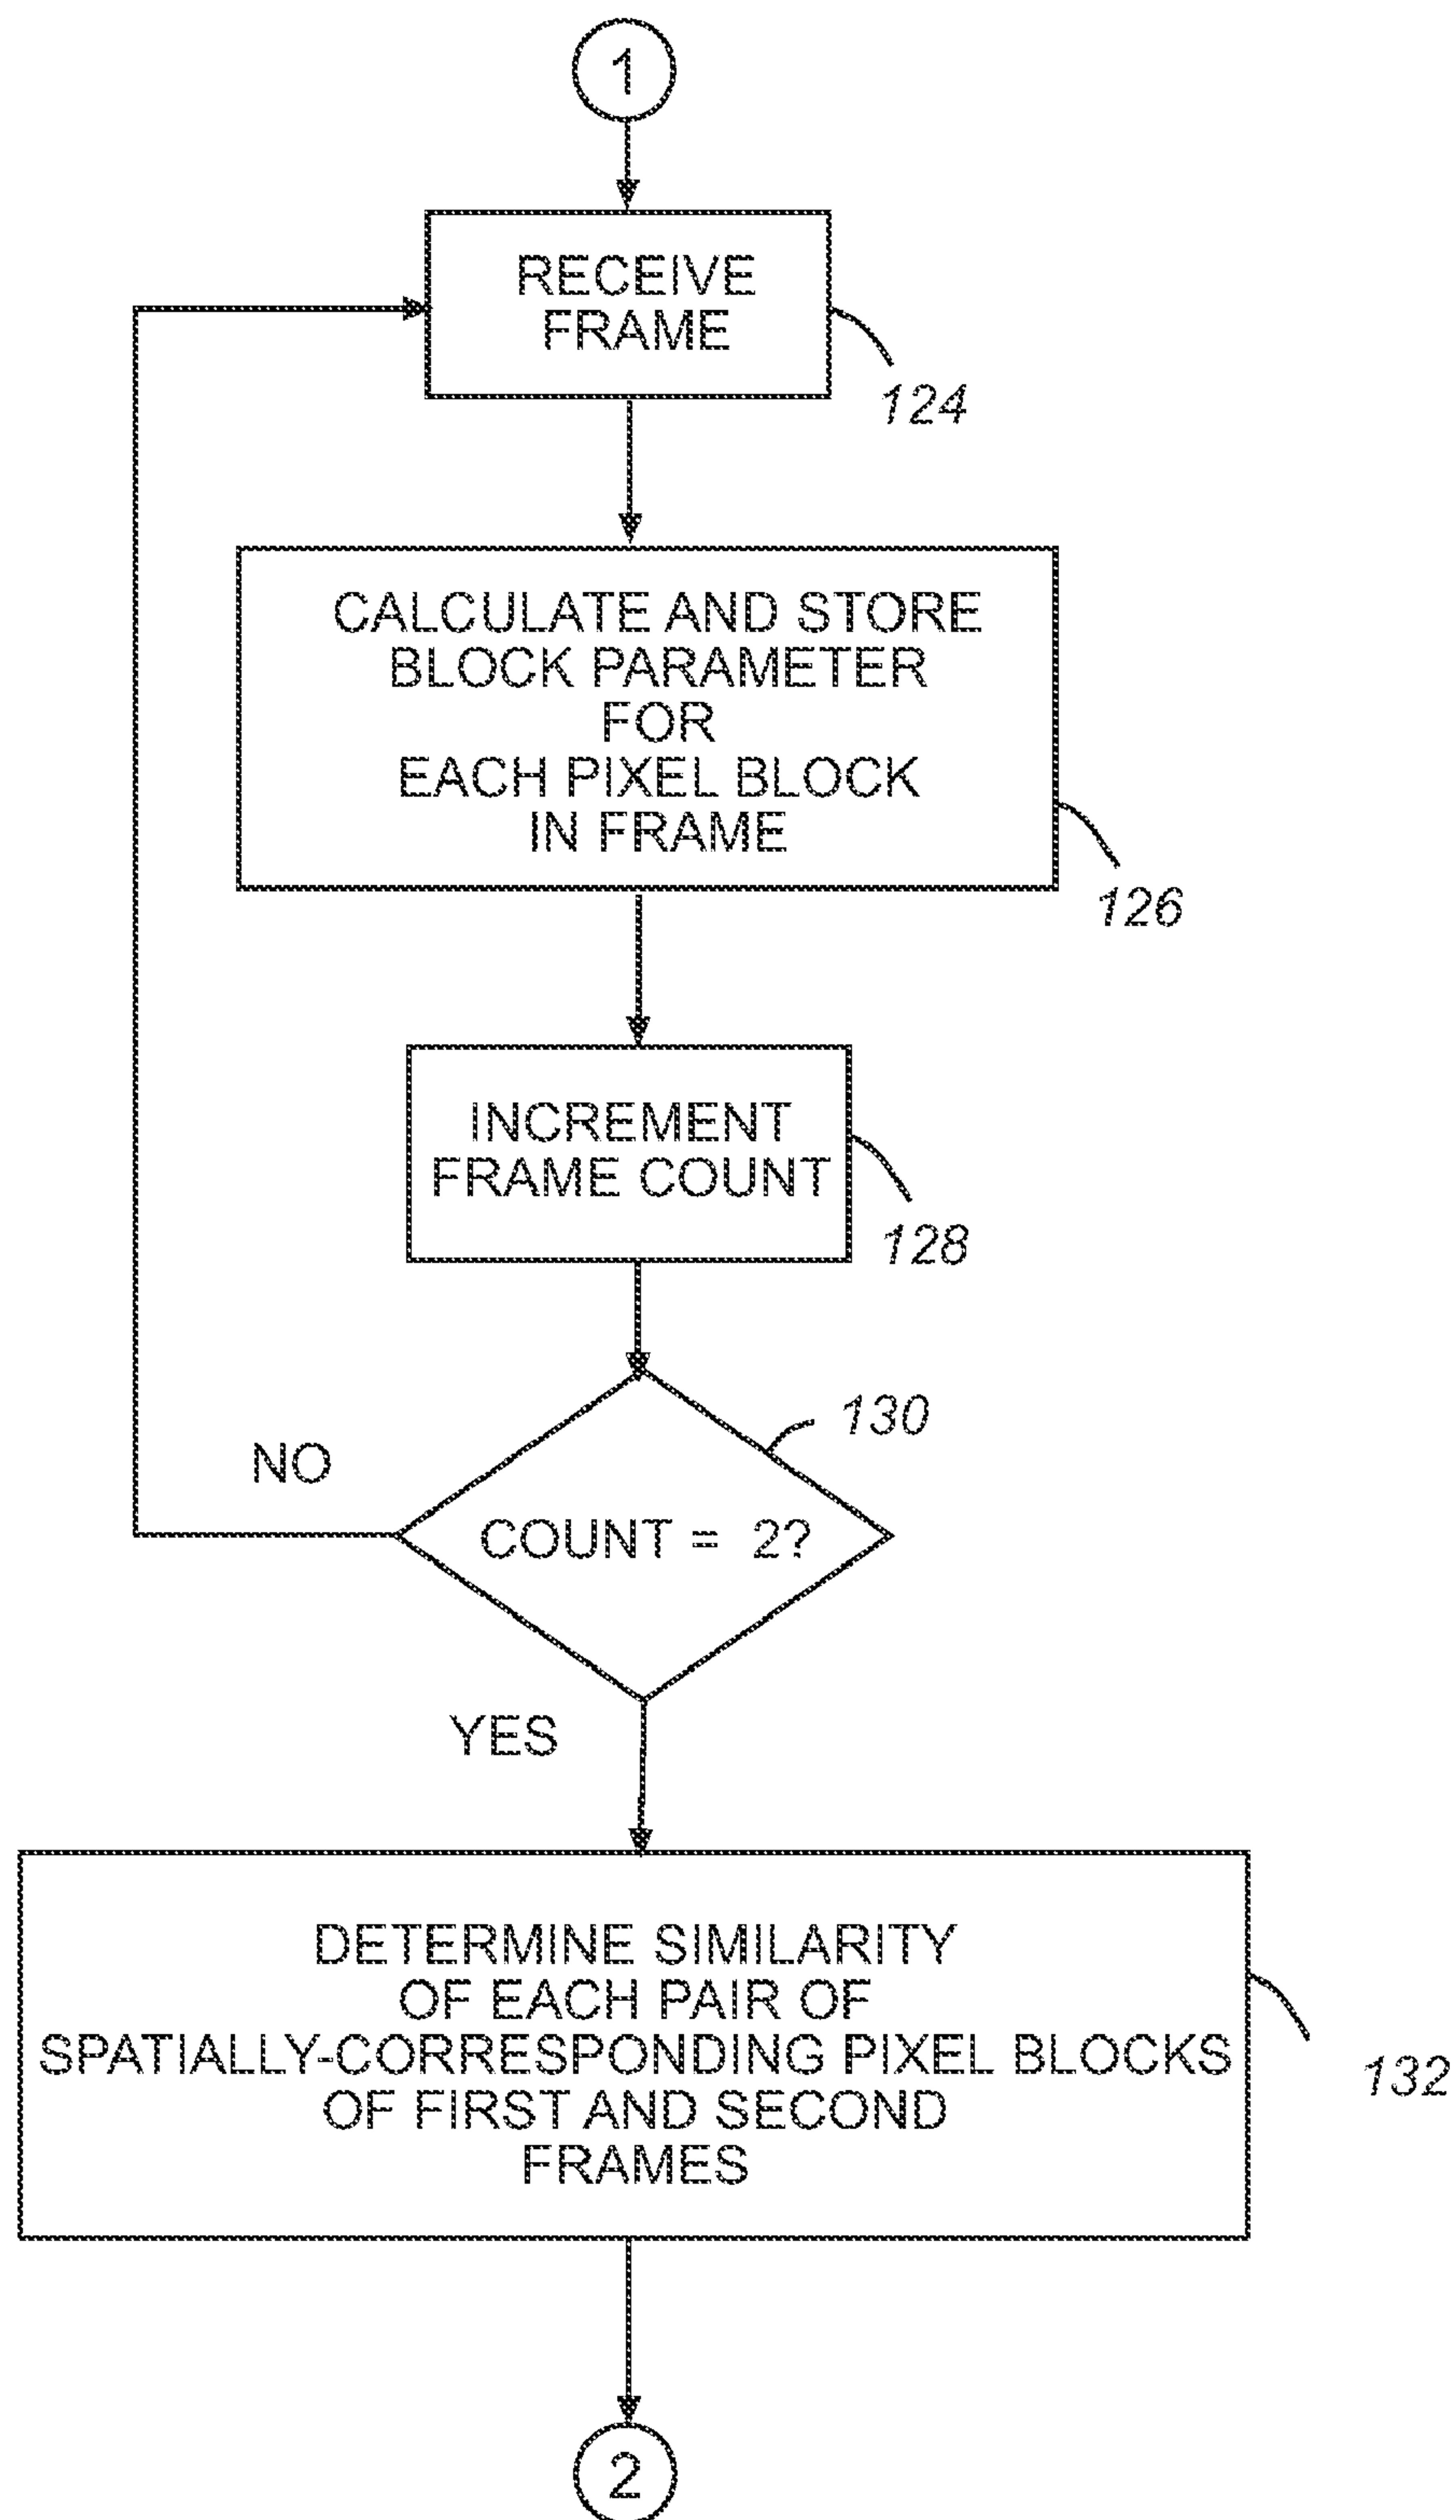 1
RECEIVE
FRAME
124
CALCULATE AND STORE
BLOCK PARAMETER
FOR
EACH PIXEL BLOCK
IN FRAME
126
INCREMENT
FRAME COUNT
128
130
NO
COUNT = 2?
YES
DETERMINE SIMILARITY
OF EACH PAIR OF
SPATIALLY-CORRESPONDING PIXEL BLOCKS
OF FIRST AND SECOND
FRAMES
132
2